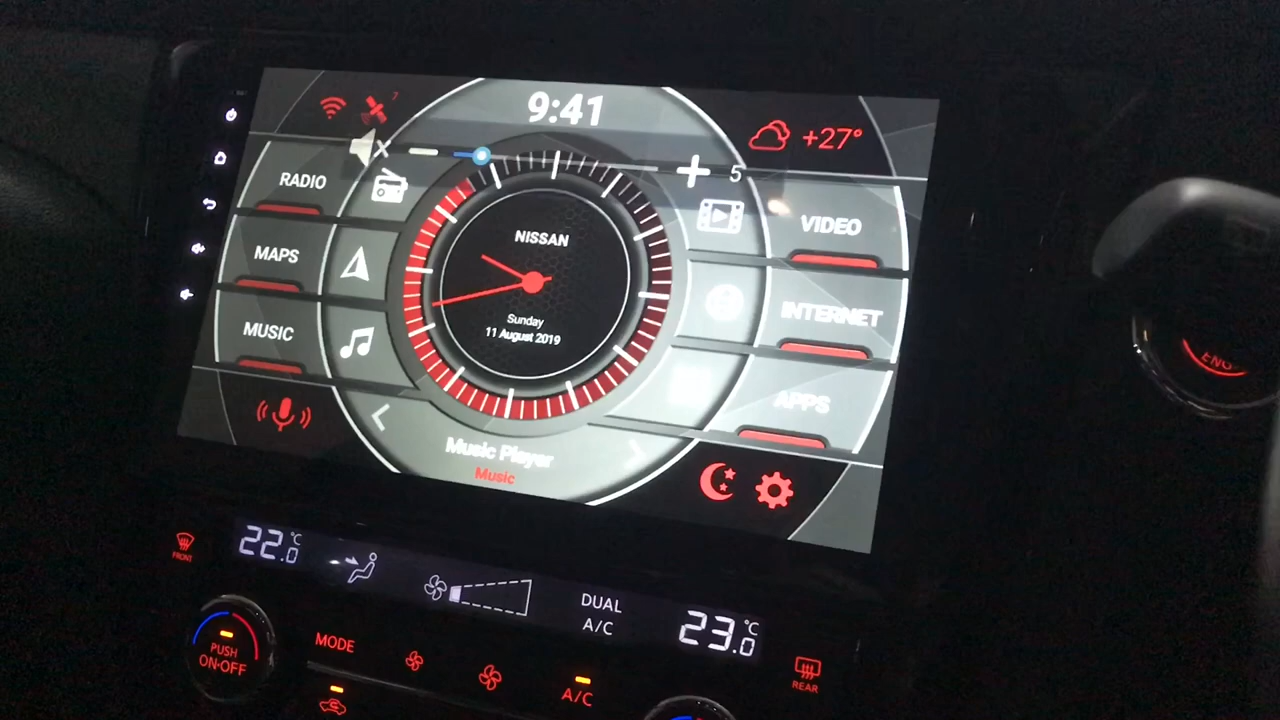 9:41
7
+27°
5
RADIO
MAPS
MUSIC
NISSAN
Sunday
11 August 2019
VIDEO
INTERNET
APPS
Music Player
Music
FRONT
22.0 °C
DUAL
A/C
23.0 °C
PUSH
ON·OFF
MODE
A/C
REAR